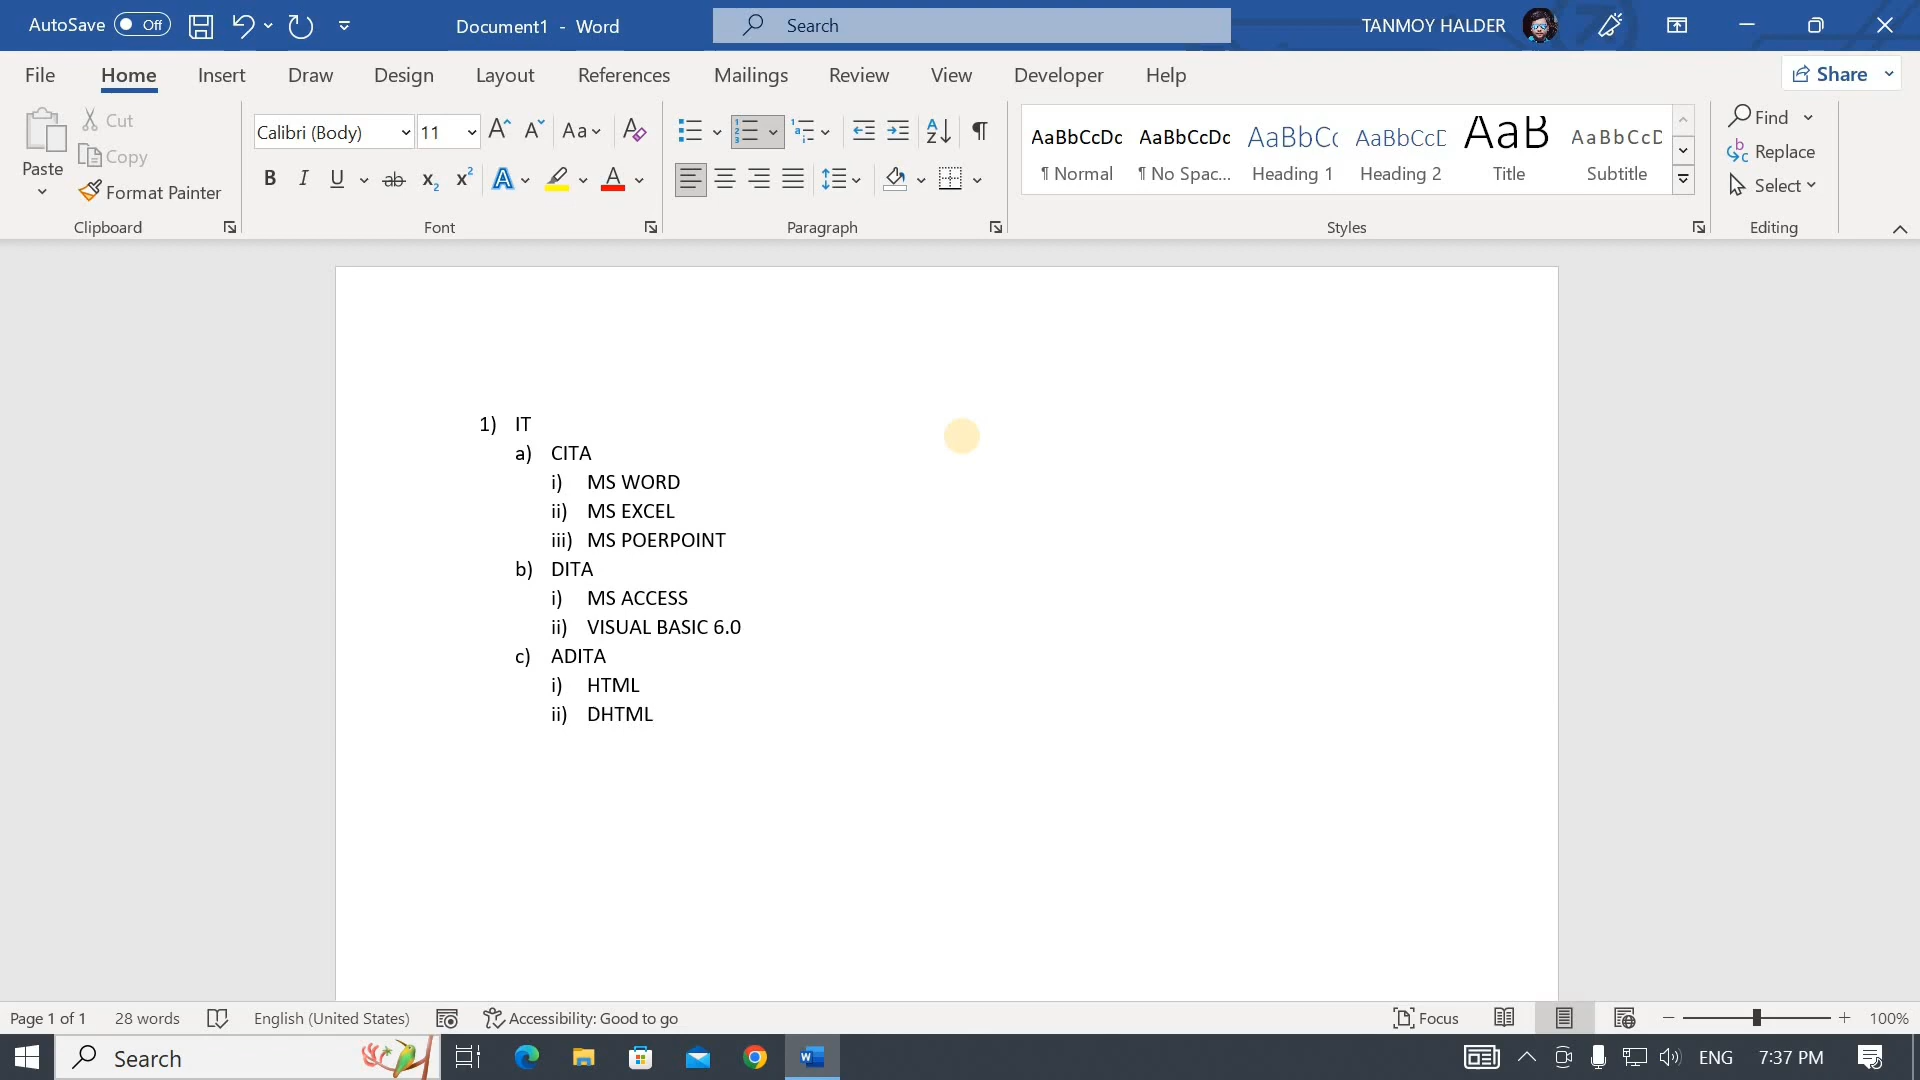 AutoSave Off
Document1 - Word
Search
TANMOY HALDER
File Home Insert Draw Design Layout References Mailings Review View Developer Help
Share
Paste
Cut
Copy
Format Painter
Clipboard
Calibri (Body) 11
Font
Paragraph
AaBbCcDc AaBbCcDc AaBbCc AaBbCcD AaB AaBbCcD
¶ Normal ¶ No Spac... Heading 1 Heading 2 Title Subtitle
Styles
Find
Replace
Select
Editing
1) IT
a) CITA
i) MS WORD
ii) MS EXCEL
iii) MS POERPOINT
b) DITA
i) MS ACCESS
ii) VISUAL BASIC 6.0
c) ADITA
i) HTML
ii) DHTML
Page 1 of 1 28 words English (United States) Accessibility: Good to go Focus 100%
Search ENG 7:37 PM